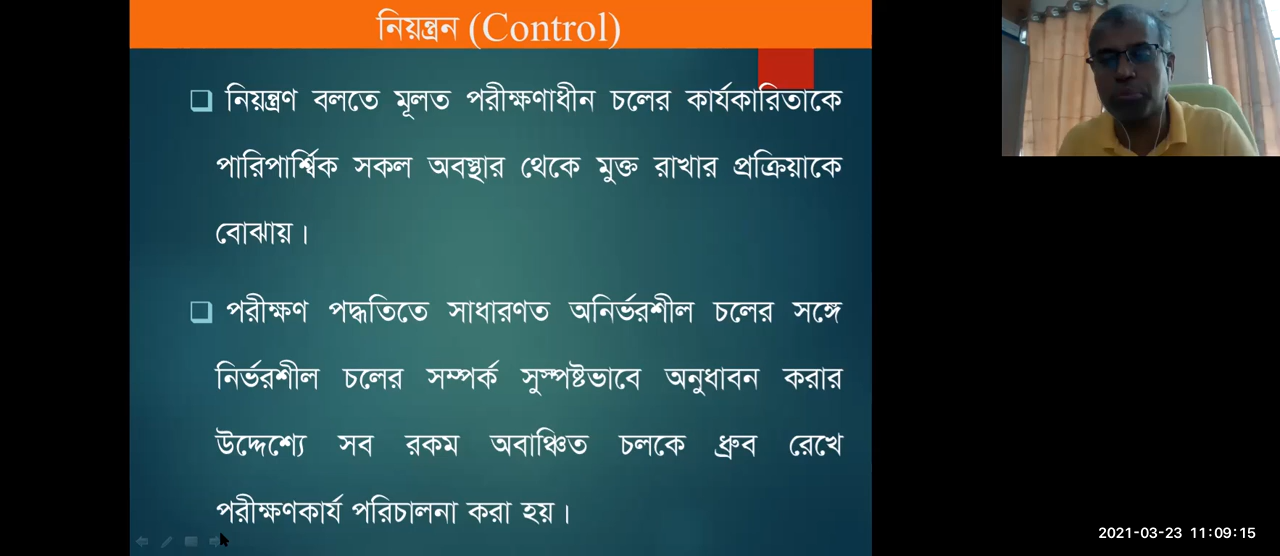 নিয়ন্ত্রন (Control)
নিয়ন্ত্রণ বলতে মূলত পরীক্ষণাধীন চলের কার্যকারিতাকে
পারিপার্শ্বিক সকল অবস্থার থেকে মুক্ত রাখার প্রক্রিয়াকে
বোঝায়।
পরীক্ষণ পদ্ধতিতে সাধারণত অনির্ভরশীল চলের সঙ্গে
নির্ভরশীল চলের সম্পর্ক সুস্পষ্টভাবে অনুধাবন করার
উদ্দেশ্যে সব রকম অবাঞ্চিত চলকে ধ্রুব রেখে
পরীক্ষণকার্য পরিচালনা করা হয়।
2021-03-23 11:09:15